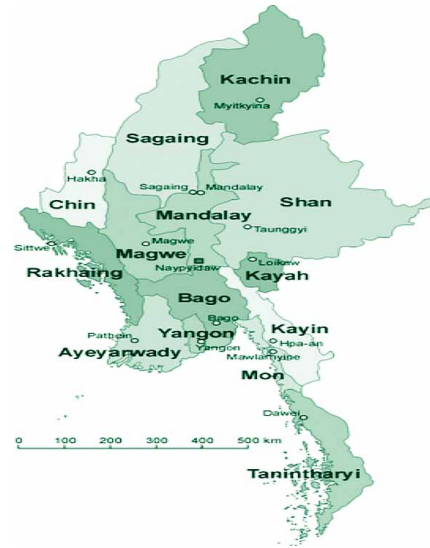 Kachin
Myitkyina
Sagaing
Hakha
Chin
Sagaing
Mandalay
Mandalay
Shan
Taunggyi
Sittwe
Rakhaing
Magwe
Magwe
Naypyidaw
Loikaw
Kayah
Bago
Bago
Pathein
Yangon
Yangon
Ayeyarwady
Kayin
Hpa-an
Mawlamyine
Mon
Dawei
0 100 200 300 400 500 km
Tanintharyi